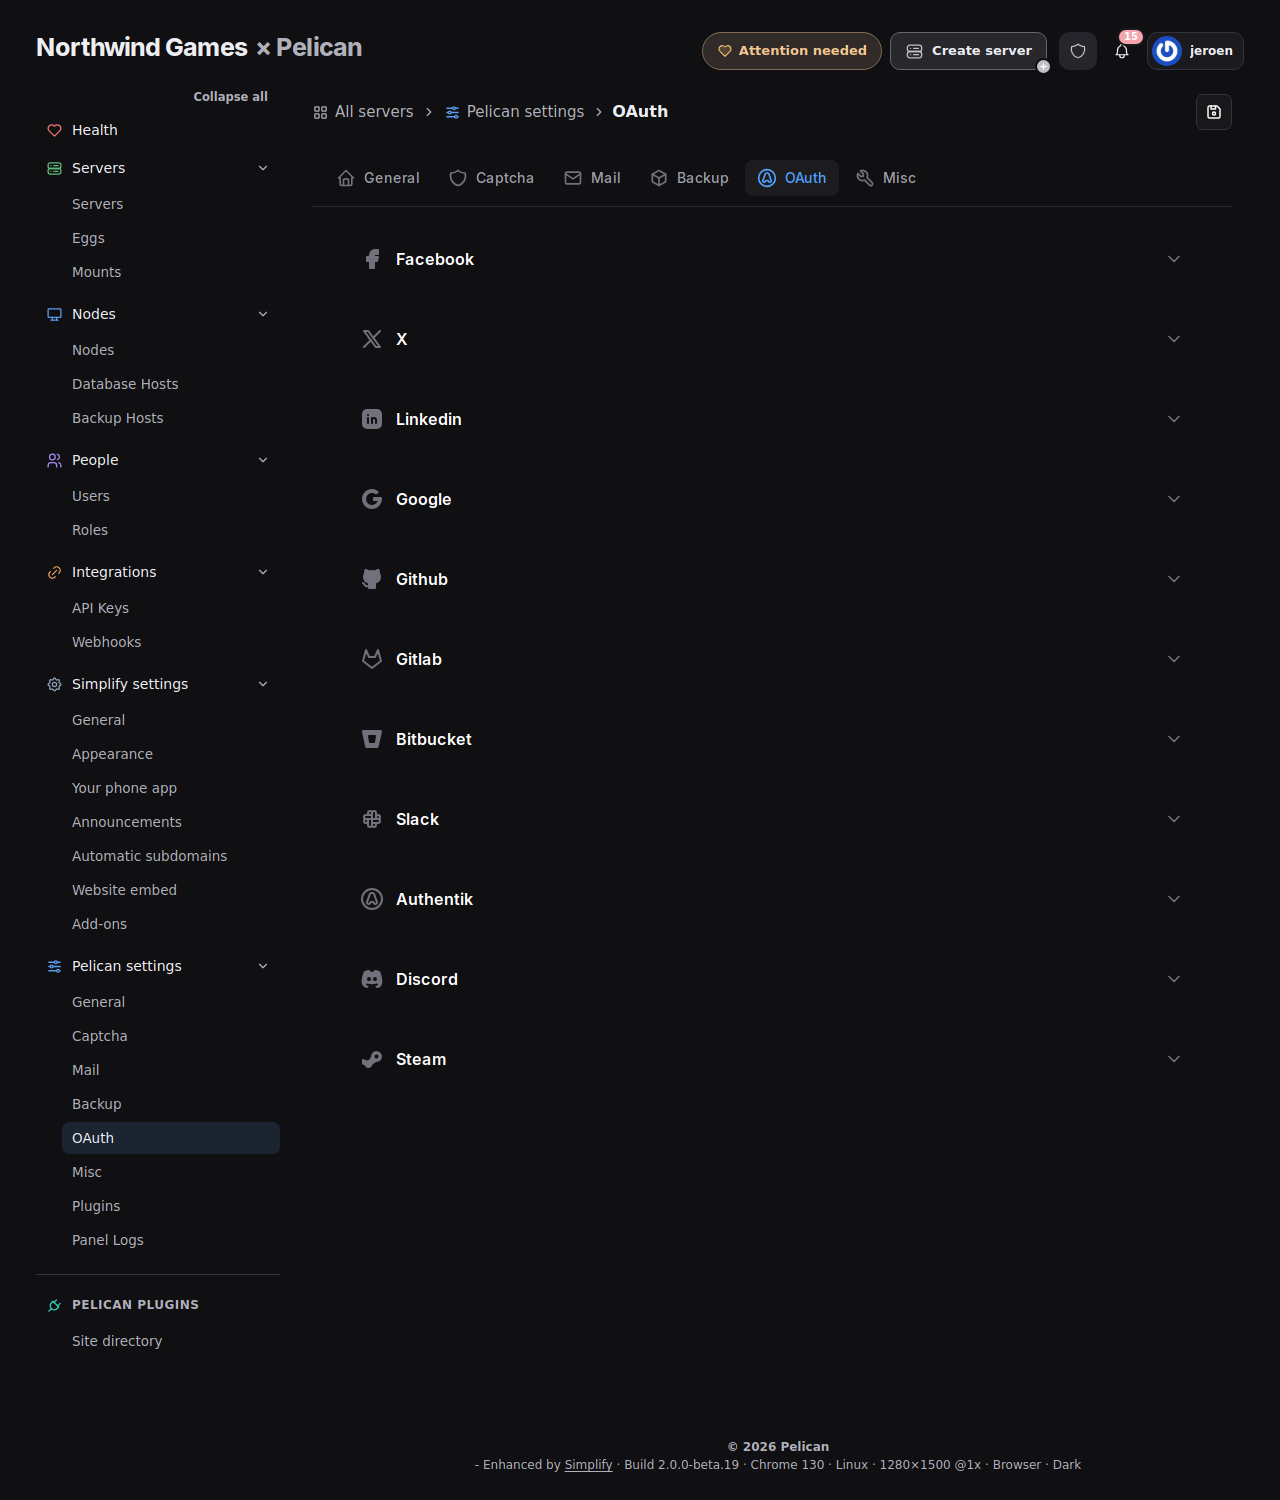 Northwind Games × Pelican
Attention needed
Create server
15
jeroen
Collapse all
Health
Servers
Servers
Eggs
Mounts
Nodes
Nodes
Database Hosts
Backup Hosts
People
Users
Roles
Integrations
API Keys
Webhooks
Simplify settings
General
Appearance
Your phone app
Announcements
Automatic subdomains
Website embed
Add-ons
Pelican settings
General
Captcha
Mail
Backup
OAuth
Misc
Plugins
Panel Logs
PELICAN PLUGINS
Site directory
All servers > Pelican settings > OAuth
General
Captcha
Mail
Backup
OAuth
Misc
Facebook
X
Linkedin
Google
Github
Gitlab
Bitbucket
Slack
Authentik
Discord
Steam
© 2026 Pelican
- Enhanced by Simplify · Build 2.0.0-beta.19 · Chrome 130 · Linux · 1280×1500 @1x · Browser · Dark